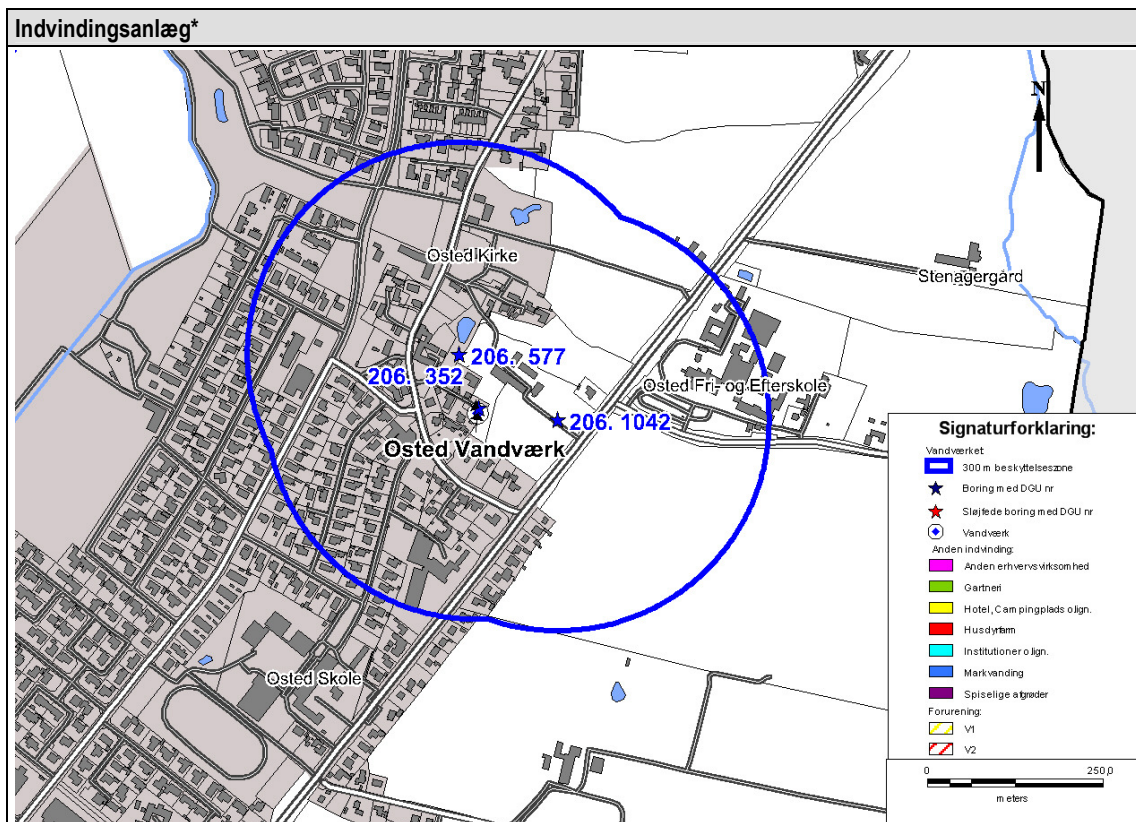 Indvindingsanlæg*
N
Osted Kirke
Stenagergård
206. 577
206. 352
Osted Fri- og Efterskole
206. 1042
Osted Vandværk
Osted Skole
Signaturforklaring:
Vandværket:
300 m beskyttelseszone
Boring med DGU nr
Sløjfede boring med DGU nr
Vandværk
Anden indvinding:
Anden erhvervsvirksomhed
Gartneri
Hotel, Campingplads o.lign.
Husdyrfarm
Institutioner o.lign.
Markvanding
Spiselige afgrøder
Forurening:
V1
V2
0 250,0
meters